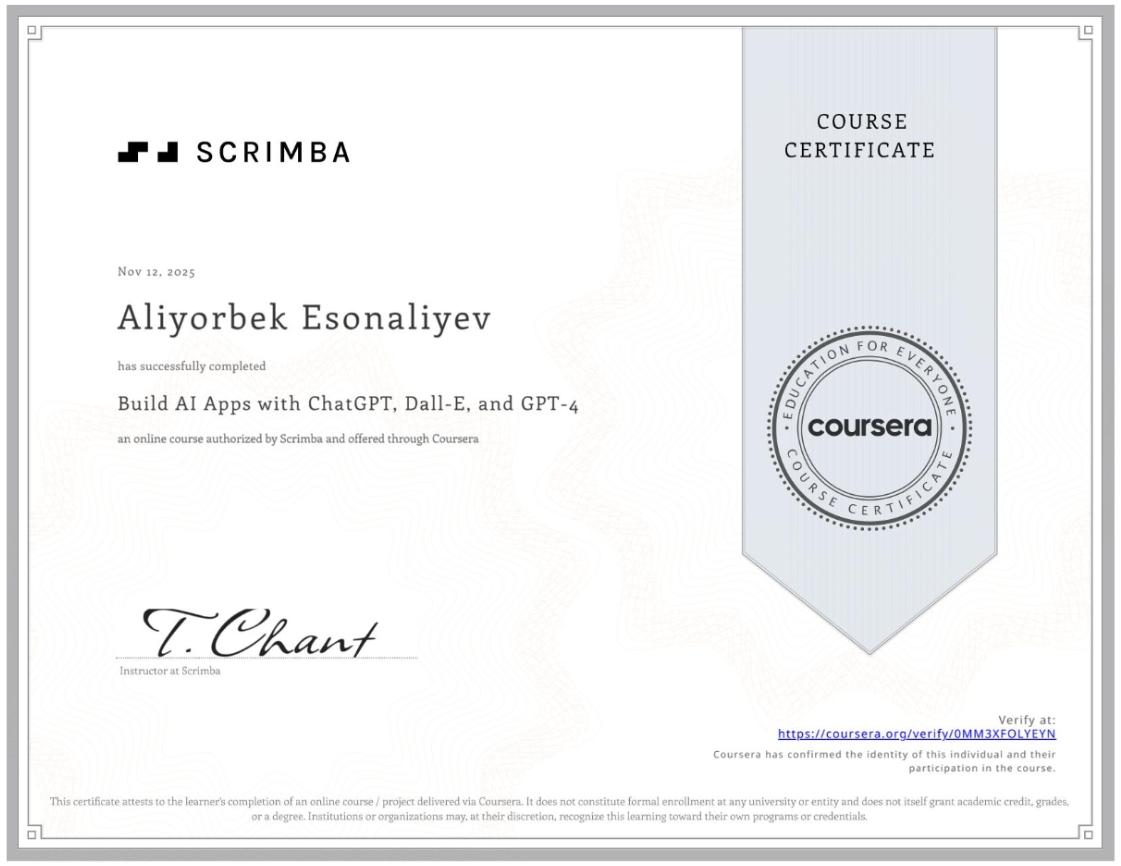 SCRIMBA
COURSE
CERTIFICATE
Nov 12, 2025
Aliyorbek Esonaliyev
has successfully completed
Build AI Apps with ChatGPT, Dall-E, and GPT-4
an online course authorized by Scrimba and offered through Coursera
EDUCATION FOR EVERYONE
coursera
COURSE CERTIFICATE
T. Chant
Instructor at Scrimba
Verify at:
https://coursera.org/verify/0MM3XFOLYEYN
Coursera has confirmed the identity of this individual and their
participation in the course.
This certificate attests to the learner's completion of an online course / project delivered via Coursera. It does not constitute formal enrollment at any university or entity and does not itself grant academic credit, grades,
or a degree. Institutions or organizations may, at their discretion, recognize this learning toward their own programs or credentials.